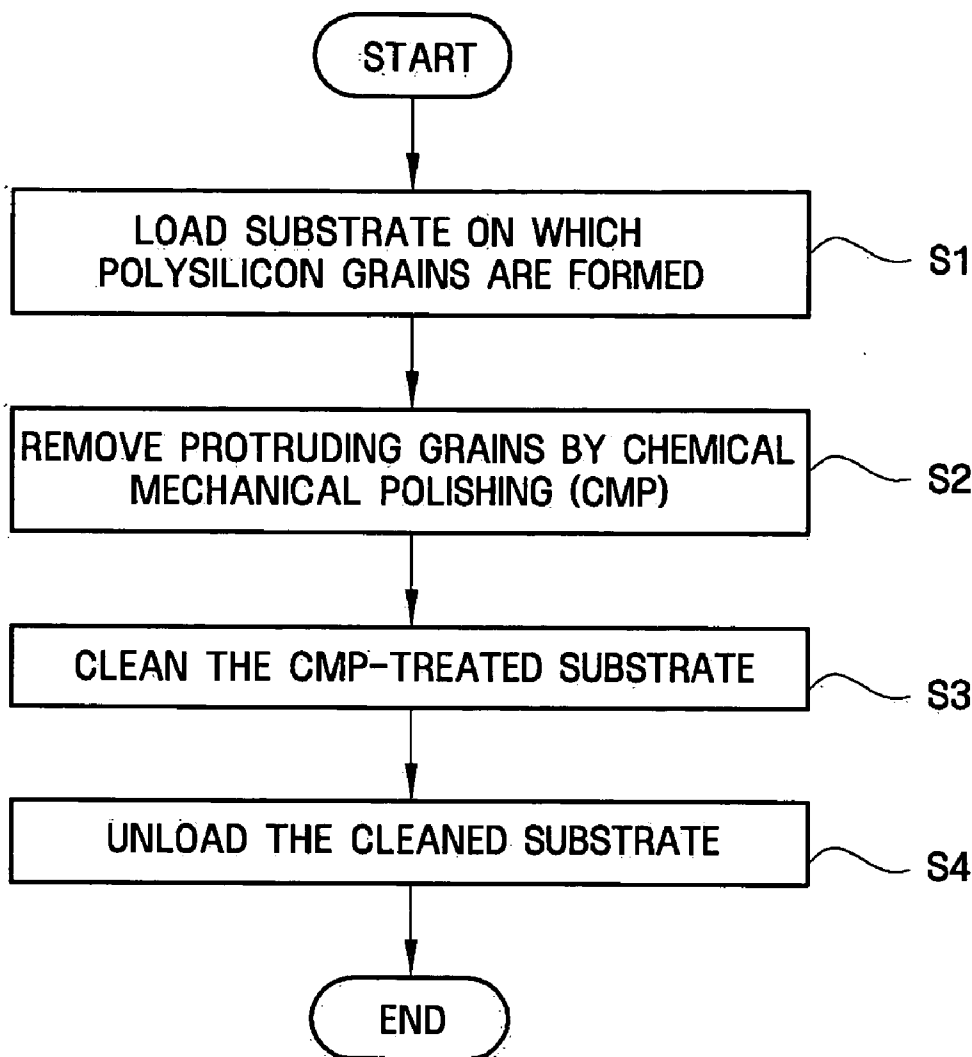 START
LOAD SUBSTRATE ON WHICH
POLYSILICON GRAINS ARE FORMED
S1
REMOVE PROTRUDING GRAINS BY CHEMICAL
MECHANICAL POLISHING (CMP)
S2
CLEAN THE CMP-TREATED SUBSTRATE
S3
UNLOAD THE CLEANED SUBSTRATE
S4
END